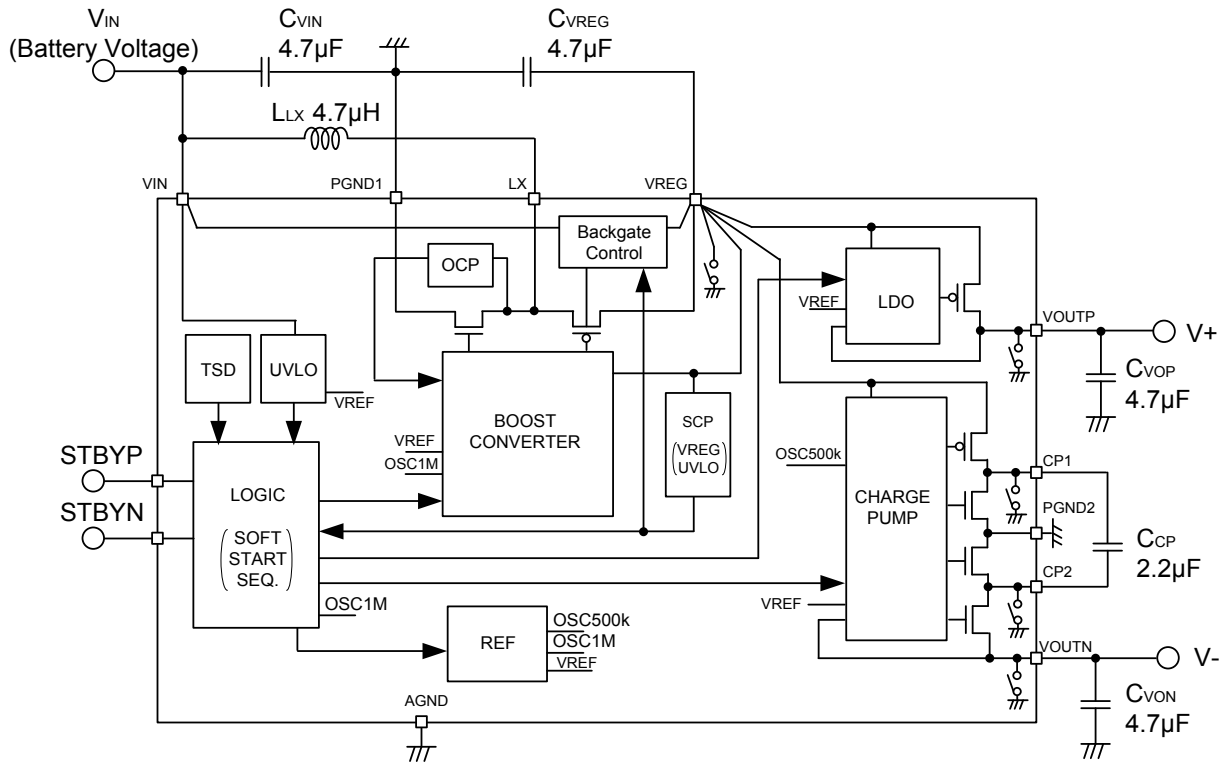 VIN
(Battery Voltage)
CVIN
4.7µF
CVREG
4.7µF
LLX 4.7µH
VIN
PGND1
LX
VREG
Backgate
Control
OCP
LDO
VREF
VOUTP
V+
CVOP
4.7µF
TSD
UVLO
VREF
BOOST
CONVERTER
VREF
OSC1M
SCP
(VREG
UVLO)
STBYP
STBYN
LOGIC
(SOFT
START
SEQ.)
OSC1M
OSC500k
CHARGE
PUMP
VREF
CP1
PGND2
CP2
CCP
2.2µF
REF
OSC500k
OSC1M
VREF
VOUTN
V-
CVON
4.7µF
AGND